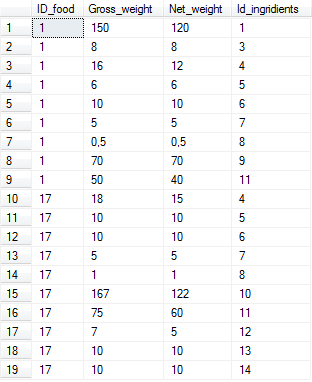 ID_food Gross_weight Net_weight Id_ingridients
1 1 150 120 1
2 1 8 8 3
3 1 16 12 4
4 1 6 6 5
5 1 10 10 6
6 1 5 5 7
7 1 0,5 0,5 8
8 1 70 70 9
9 1 50 40 11
10 17 18 15 4
11 17 10 10 5
12 17 10 10 6
13 17 5 5 7
14 17 1 1 8
15 17 167 122 10
16 17 75 60 11
17 17 7 5 12
18 17 10 10 13
19 17 10 10 14